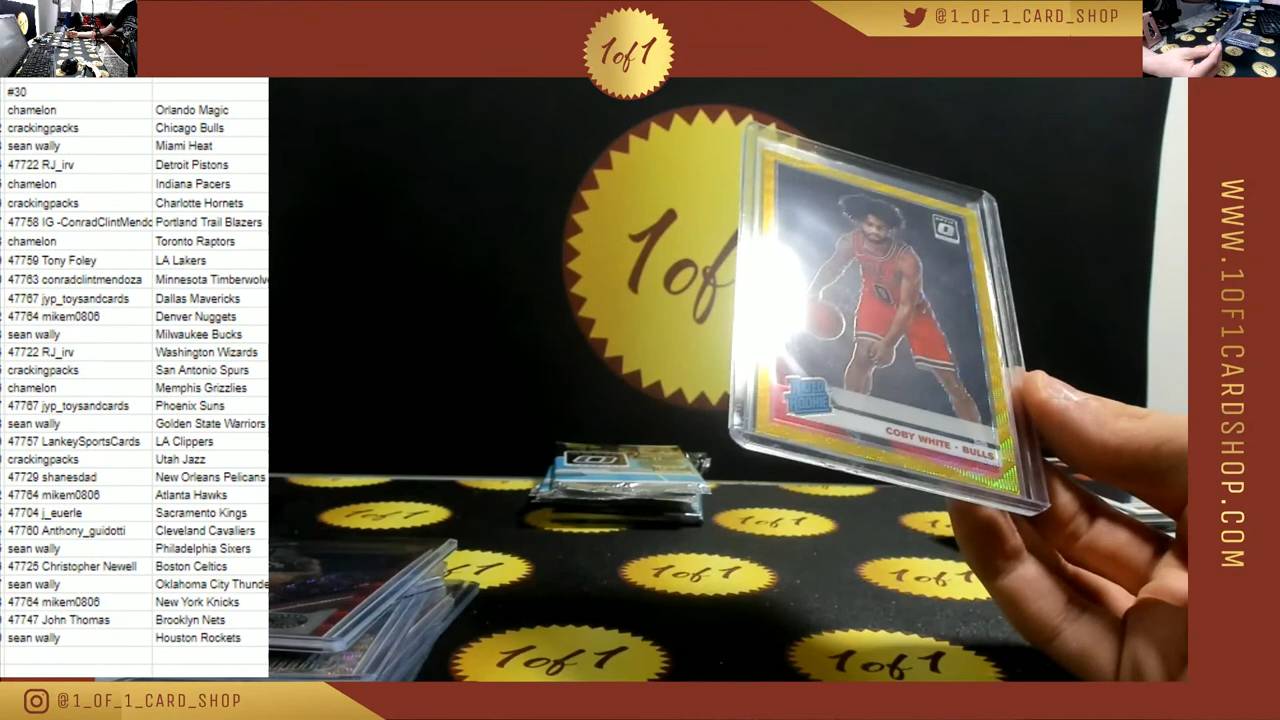 1of1
@1_OF_1_CARD_SHOP
#30
chamelon Orlando Magic
crackingpacks Chicago Bulls
sean wally Miami Heat
47722 RJ_irv Detroit Pistons
chamelon Indiana Pacers
crackingpacks Charlotte Hornets
47758 IG -ConradClintMendo Portland Trail Blazers
chamelon Toronto Raptors
47759 Tony Foley LA Lakers
47763 conradclintmendoza Minnesota Timberwolve
47767 jyp_toysandcards Dallas Mavericks
47764 mikem0806 Denver Nuggets
sean wally Milwaukee Bucks
47722 RJ_irv Washington Wizards
crackingpacks San Antonio Spurs
chamelon Memphis Grizzlies
47767 jyp_toysandcards Phoenix Suns
sean wally Golden State Warriors
47757 LankeySportsCards LA Clippers
crackingpacks Utah Jazz
47729 shanesdad New Orleans Pelicans
47764 mikem0806 Atlanta Hawks
47704 j_euerle Sacramento Kings
47760 Anthony_guidotti Cleveland Cavaliers
sean wally Philadelphia Sixers
47725 Christopher Newell Boston Celtics
sean wally Oklahoma City Thunde
47764 mikem0806 New York Knicks
47747 John Thomas Brooklyn Nets
sean wally Houston Rockets
1of
OPTIC
BULLS
0
RATED
ROOKIE
COBY WHITE - BULLS
1of1
1of1
1of1
1of1
1of1
1of1
WWW.1OF1CARDSHOP.COM
@1_OF_1_CARD_SHOP